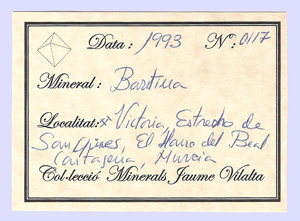 Data: 1993 Nº: 0117
Mineral: Baritina
Localitat: Victoria, Estrecho de
San Gines, El Llano del Beal
Cartagena, Murcia
Col·lecció Minerals Jaume Vilalta